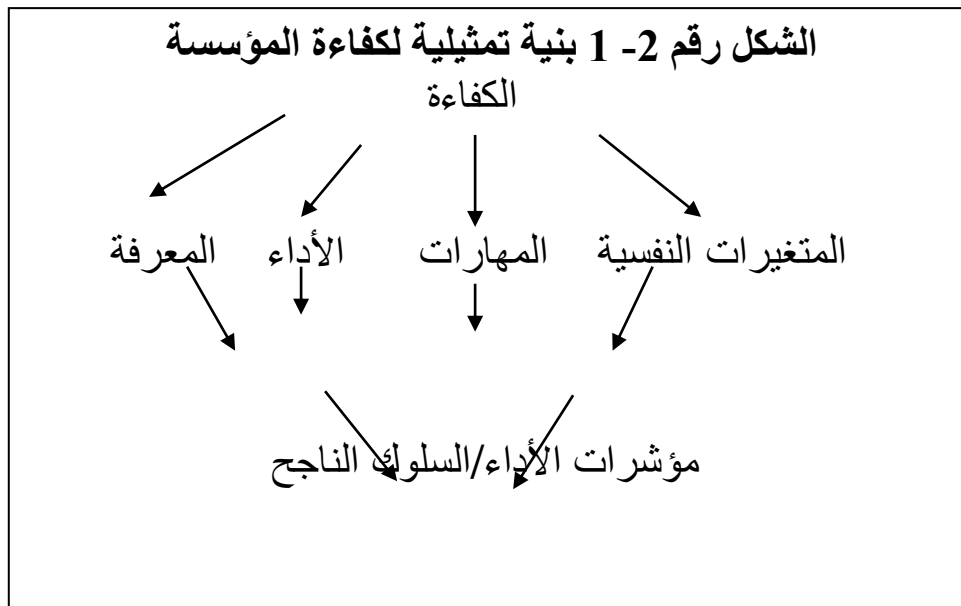 الشكل رقم 2- 1 بنية تمثيلية لكفاءة المؤسسة
الكفاءة
المتغيرات النفسية المهارات الأداء المعرفة
مؤشرات الأداء/السلوك الناجح